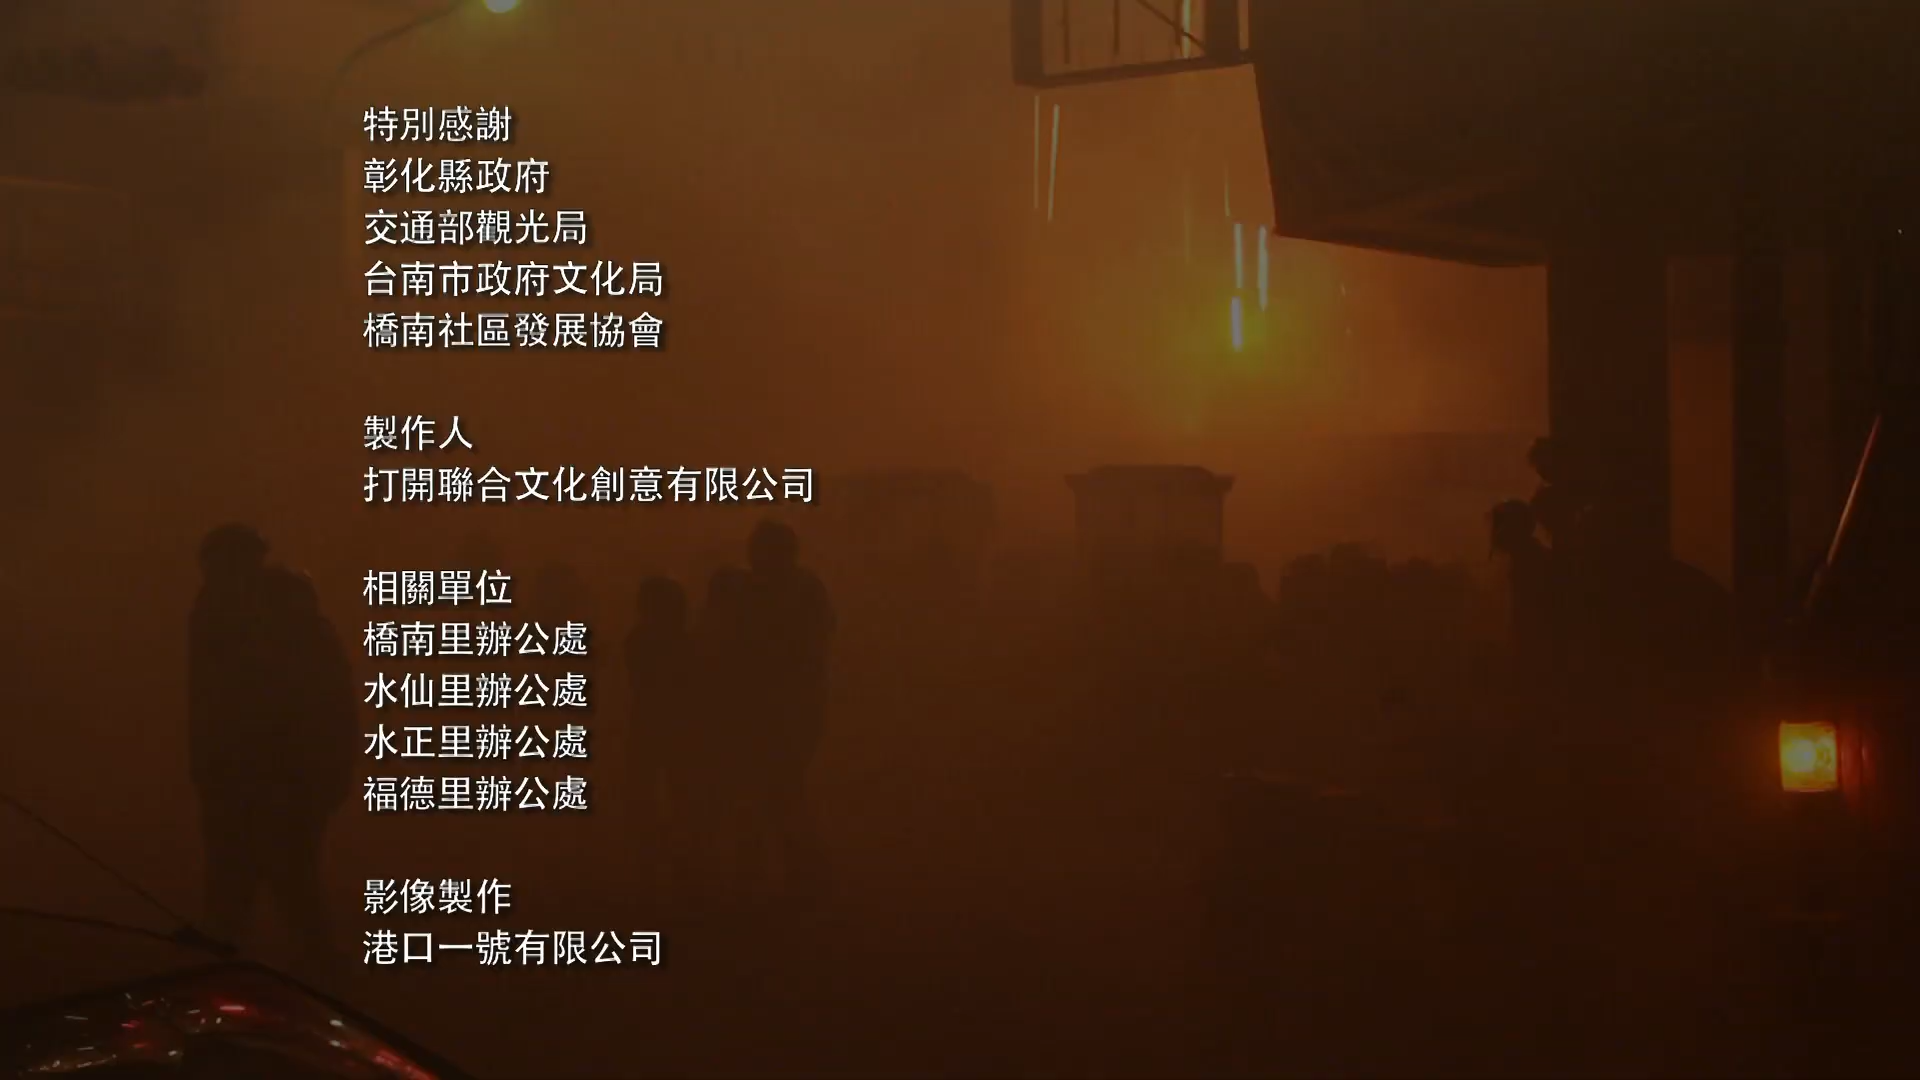 特別感謝
彰化縣政府
交通部觀光局
台南市政府文化局
橋南社區發展協會
製作人
打開聯合文化創意有限公司
相關單位
橋南里辦公處
水仙里辦公處
水正里辦公處
福德里辦公處
影像製作
港口一號有限公司